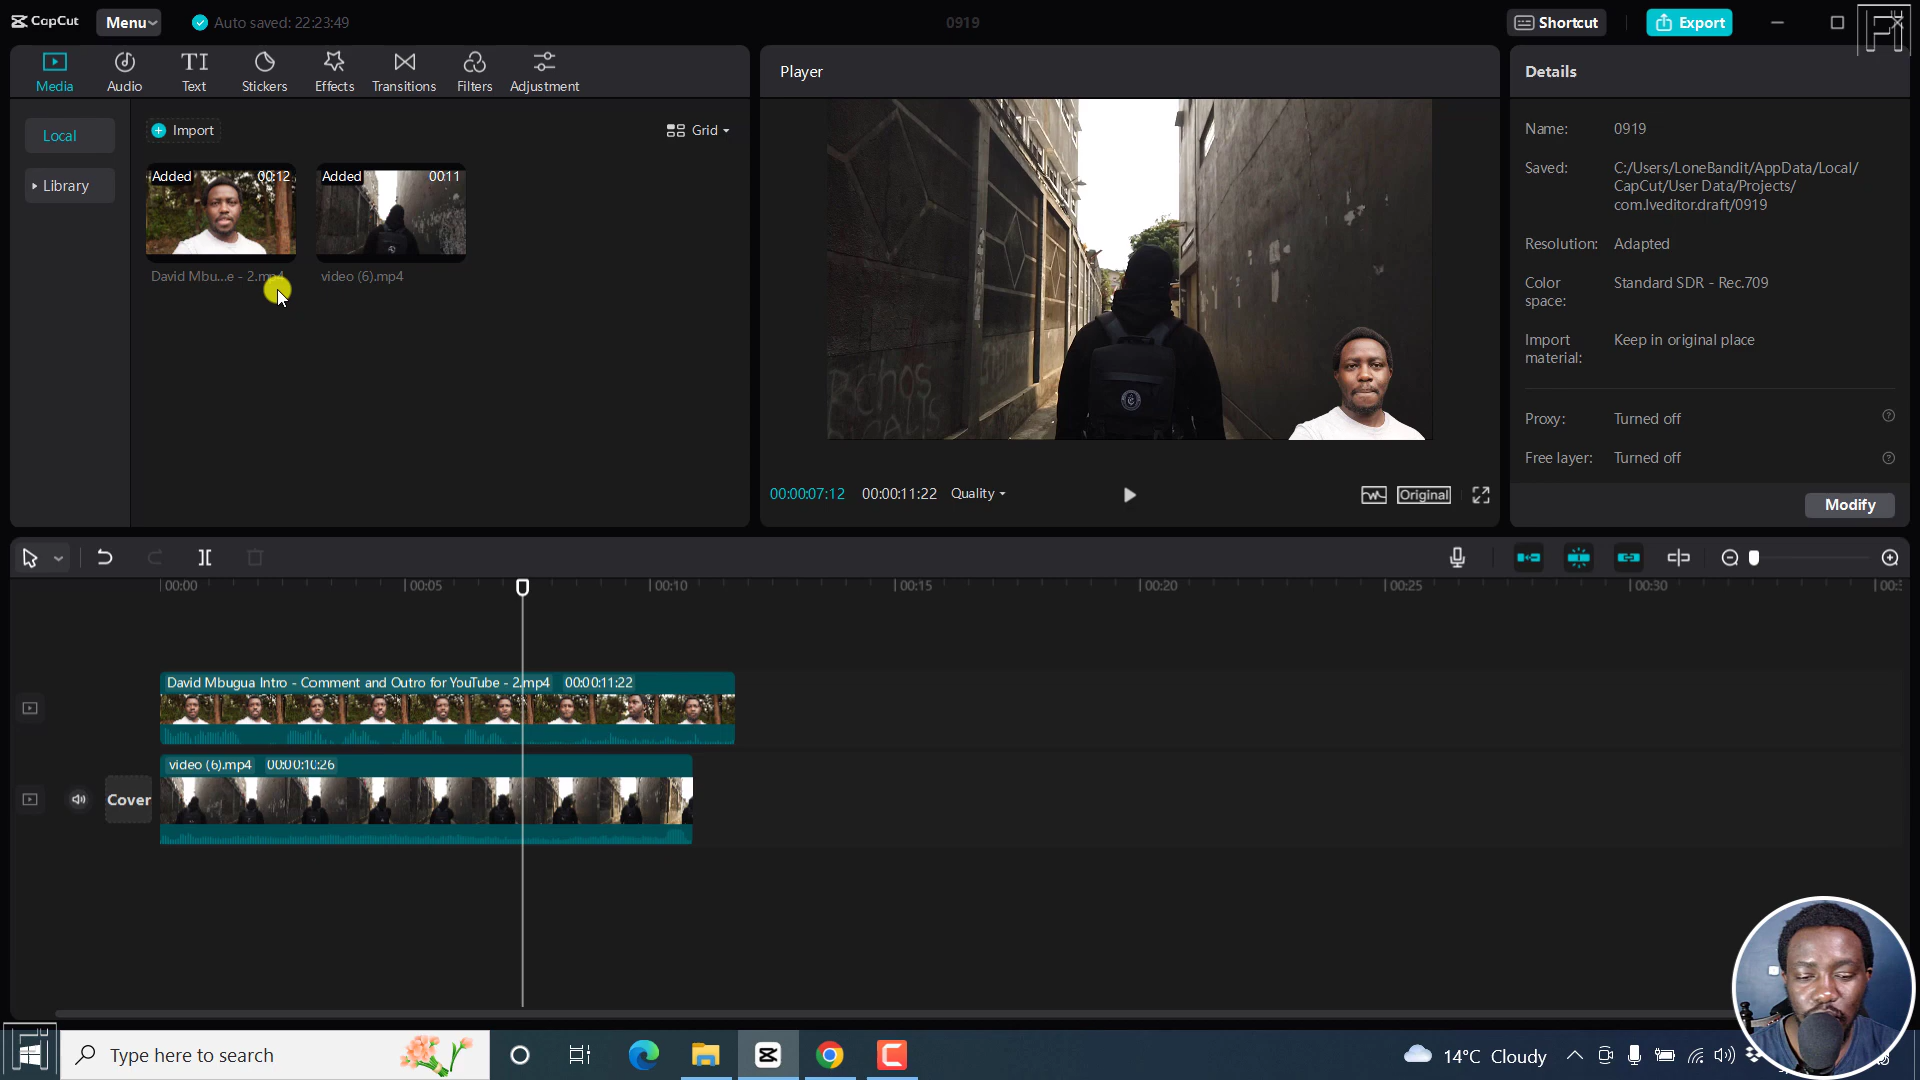 CapCut
Menu
Auto saved: 22:23:49
0919
Shortcut
Export
Media
Audio
Text
Stickers
Effects
Transitions
Filters
Adjustment
Player
Details
Local
Library
Import
Grid
Added
00:12
Added
00:11
David Mbu...e - 2.mp4
video (6).mp4
Name:
0919
Saved:
C:/Users/LoneBandit/AppData/Local/
CapCut/User Data/Projects/
com.lveditor.draft/0919
Resolution:
Adapted
Color
space:
Standard SDR - Rec.709
Import
material:
Keep in original place
Proxy:
Turned off
Free layer:
Turned off
Modify
00:00:07:12
00:00:11:22
Quality
Original
00:00
00:05
00:10
00:15
00:20
00:25
00:30
David Mbugua Intro - Comment and Outro for YouTube - 2.mp4
00:00:11:22
video (6).mp4
00:00:10:26
Cover
Type here to search
14°C Cloudy